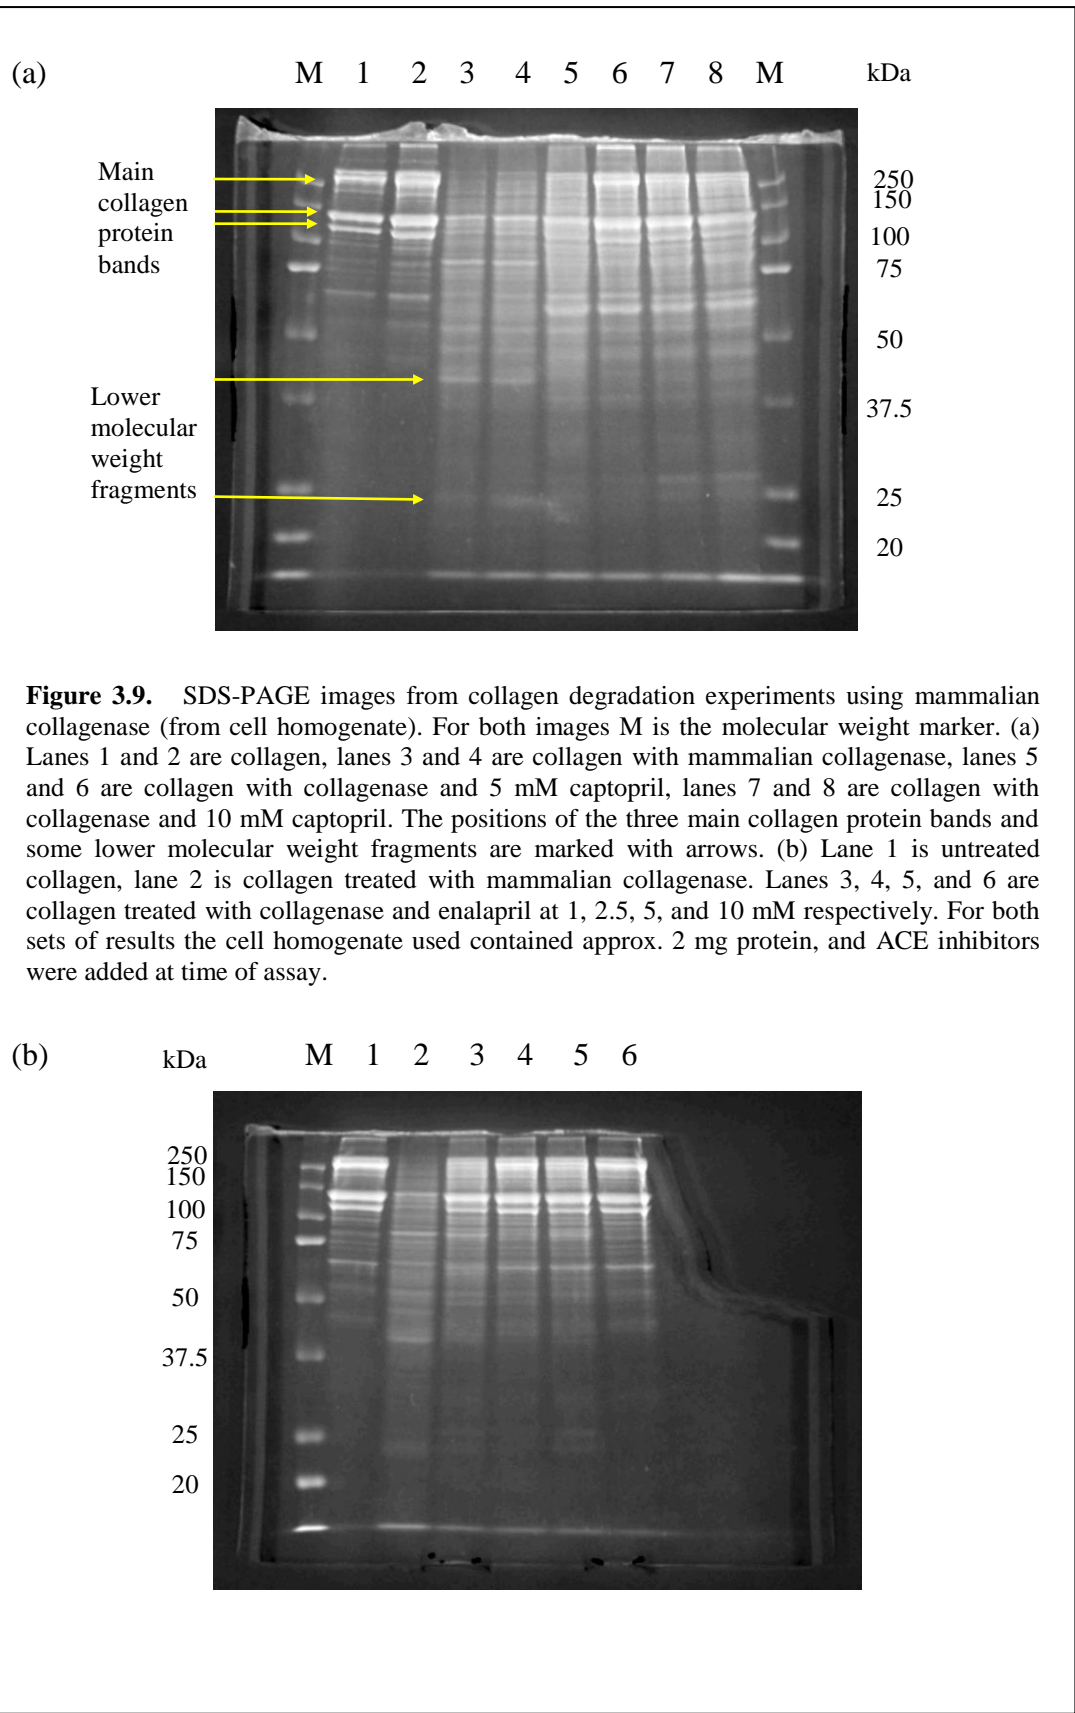 (a)
M 1 2 3 4 5 6 7 8 M kDa
Main
collagen
protein
bands
Lower
molecular
weight
fragments
250
150
100
75
50
37.5
25
20
Figure 3.9. SDS-PAGE images from collagen degradation experiments using mammalian
collagenase (from cell homogenate). For both images M is the molecular weight marker. (a)
Lanes 1 and 2 are collagen, lanes 3 and 4 are collagen with mammalian collagenase, lanes 5
and 6 are collagen with collagenase and 5 mM captopril, lanes 7 and 8 are collagen with
collagenase and 10 mM captopril. The positions of the three main collagen protein bands and
some lower molecular weight fragments are marked with arrows. (b) Lane 1 is untreated
collagen, lane 2 is collagen treated with mammalian collagenase. Lanes 3, 4, 5, and 6 are
collagen treated with collagenase and enalapril at 1, 2.5, 5, and 10 mM respectively. For both
sets of results the cell homogenate used contained approx. 2 mg protein, and ACE inhibitors
were added at time of assay.
(b)
kDa M 1 2 3 4 5 6
250
150
100
75
50
37.5
25
20